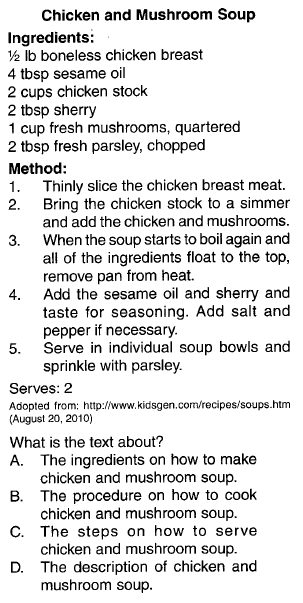 Chicken and Mushroom Soup
Ingredients:
½ lb boneless chicken breast
4 tbsp sesame oil
2 cups chicken stock
2 tbsp sherry
1 cup fresh mushrooms, quartered
2 tbsp fresh parsley, chopped
Method:
1. Thinly slice the chicken breast meat.
2. Bring the chicken stock to a simmer
and add the chicken and mushrooms.
3. When the soup starts to boil again and
all of the ingredients float to the top,
remove pan from heat.
4. Add the sesame oil and sherry and
taste for seasoning. Add salt and
pepper if necessary.
5. Serve in individual soup bowls and
sprinkle with parsley.
Serves: 2
Adopted from: http://www.kidsgen.com/recipes/soups.htm
(August 20, 2010)
What is the text about?
A. The ingredients on how to make
chicken and mushroom soup.
B. The procedure on how to cook
chicken and mushroom soup.
C. The steps on how to serve
chicken and mushroom soup.
D. The description of chicken and
mushroom soup.